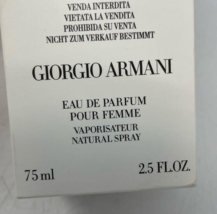 VENDA INTERDITA
VIETATA LA VENDITA
PROHIBIDA SU VENTA
NICHT ZUM VERKAUF BESTIMMT
GIORGIO ARMANI
EAU DE PARFUM
POUR FEMME
VAPORISATEUR
NATURAL SPRAY
75 ml 2.5 FL.OZ.